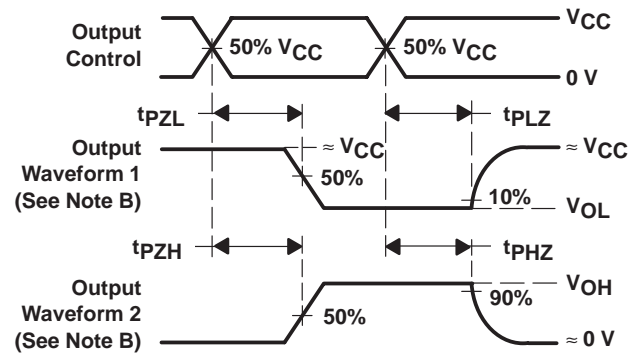 Output
Control
50% VCC
50% VCC
VCC
0 V
tPZL
tPLZ
Output
Waveform 1
(See Note B)
≈ VCC
50%
10%
≈ VCC
VOL
tPZH
tPHZ
Output
Waveform 2
(See Note B)
50%
90%
VOH
≈ 0 V